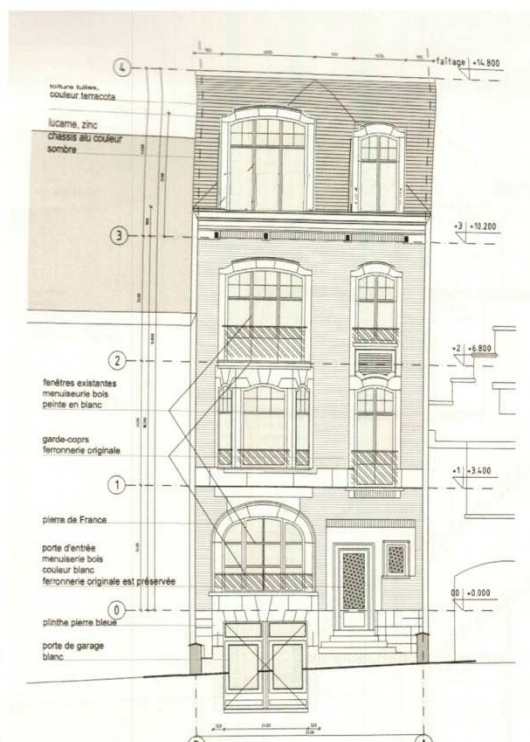 4
faîtage +14.800
toiture tuiles,
couleur terracota
lucarne, zinc
chassis alu couleur
sombre
3
+3 +10.200
2
+2 +6.800
fenêtres existantes
menuiseurie bois
peinte en blanc
garde-coprs
ferronnerie originale
1
+1 +3.400
pierre de France
porte d'entrée
menuiserie bois
couleur blanc
ferronnerie originale est préservée
0
00 +0.000
plinthe pierre bleue
porte de garage
blanc